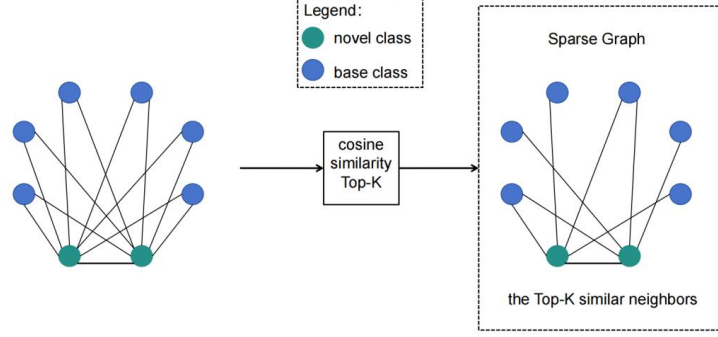 Legend:
novel class
base class
cosine
similarity
Top-K
Sparse Graph
the Top-K similar neighbors